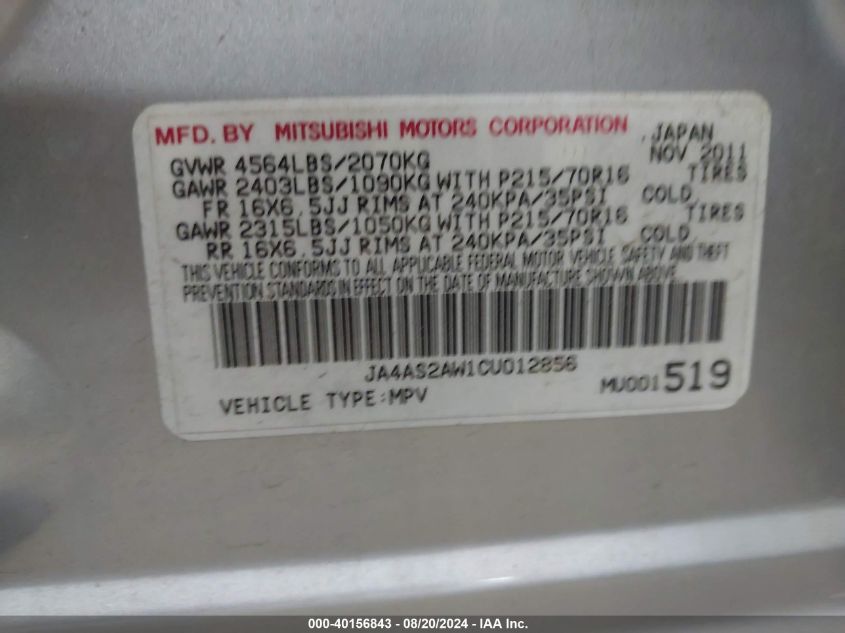 MFD. BY MITSUBISHI MOTORS CORPORATION JAPAN
GVWR 4564LBS/2070KG NOV 2011
GAWR 2403LBS/1090KG WITH P215/70R16 TIRES
FR 16X6.5JJ RIMS AT 240KPA/35PSI COLD
GAWR 2315LBS/1050KG WITH P215/70R16 TIRES
RR 16X6.5JJ RIMS AT 240KPA/35PSI COLD
THIS VEHICLE CONFORMS TO ALL APPLICABLE FEDERAL MOTOR VEHICLE SAFETY AND THEFT
PREVENTION STANDARDS IN EFFECT ON THE DATE OF MANUFACTURE SHOWN ABOVE.
JA4AS2AW1CU012856
VEHICLE TYPE:MPV MU001519
000-40156843 - 08/20/2024 - IAA Inc.